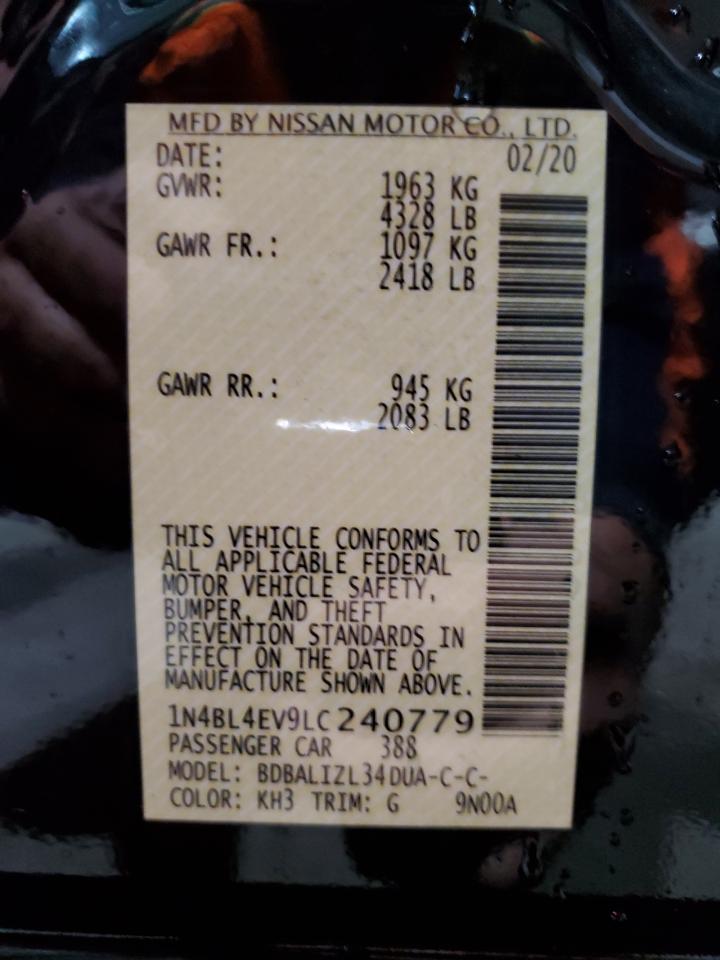 MFD BY NISSAN MOTOR CO., LTD.
DATE: 02/20
GVWR: 1963 KG
4328 LB
GAWR FR.: 1097 KG
2418 LB
GAWR RR.: 945 KG
2083 LB
THIS VEHICLE CONFORMS TO
ALL APPLICABLE FEDERAL
MOTOR VEHICLE SAFETY,
BUMPER, AND THEFT
PREVENTION STANDARDS IN
EFFECT ON THE DATE OF
MANUFACTURE SHOWN ABOVE.
1N4BL4EV9LC240779
PASSENGER CAR 388
MODEL: BDBALIZL34DUA-C-C-
COLOR: KH3 TRIM: G 9N00A